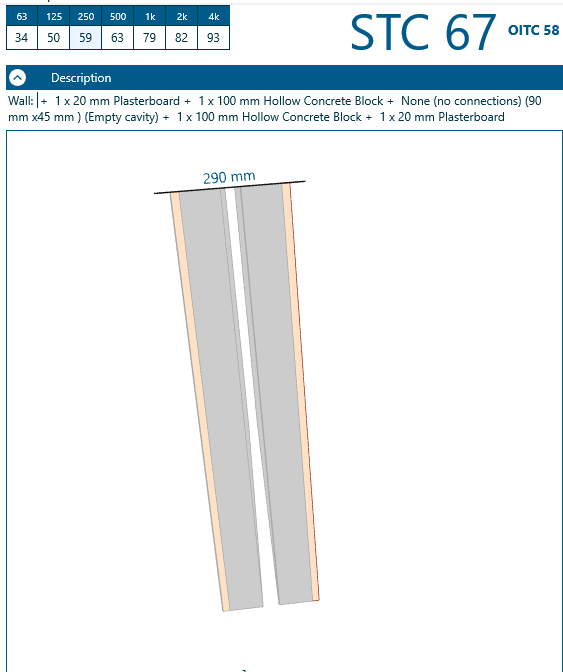 63 125 250 500 1k 2k 4k
34 50 59 63 79 82 93
STC 67 OITC 58
Description
Wall: + 1 x 20 mm Plasterboard + 1 x 100 mm Hollow Concrete Block + None (no connections) (90
mm x45 mm ) (Empty cavity) + 1 x 100 mm Hollow Concrete Block + 1 x 20 mm Plasterboard
290 mm